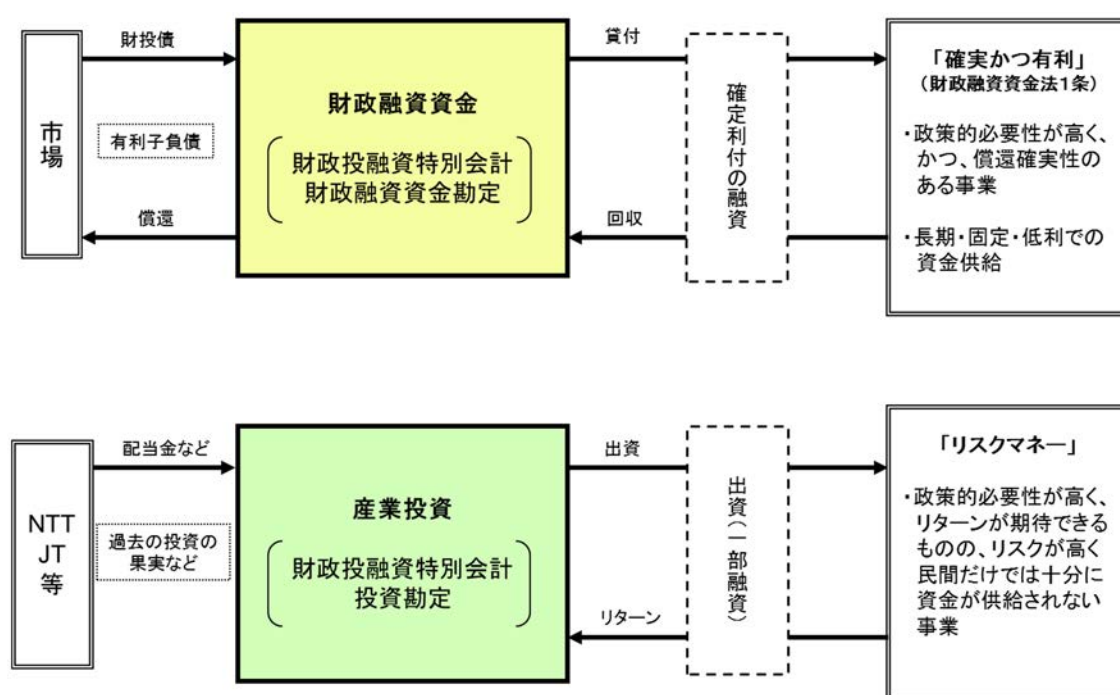 財投債
市場
有利子負債
償還
財政融資資金
財政投融資特別会計
財政融資資金勘定
貸付
回収
確定利付の融資
「確実かつ有利」
（財政融資資金法1条）
・政策的必要性が高く、
かつ、償還確実性の
ある事業
・長期・固定・低利での
資金供給
配当金など
NTT
JT
等
過去の投資の
果実など
産業投資
財政投融資特別会計
投資勘定
出資
リターン
出資（一部融資）
「リスクマネー」
・政策的必要性が高く、
リターンが期待できる
ものの、リスクが高く
民間だけでは十分に
資金が供給されない
事業